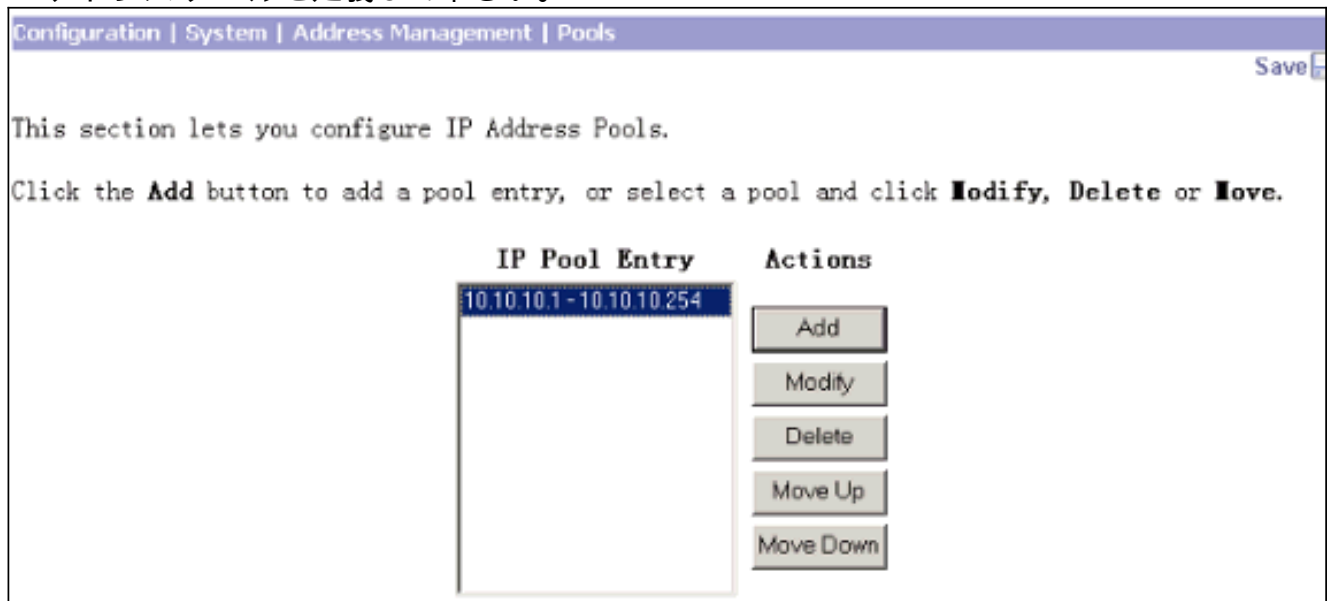 Configuration | System | Address Management | Pools
Save
This section lets you configure IP Address Pools.
Click the Add button to add a pool entry, or select a pool and click Modify, Delete or Move.
IP Pool Entry
Actions
10.10.10.1 - 10.10.10.254
Add
Modify
Delete
Move Up
Move Down